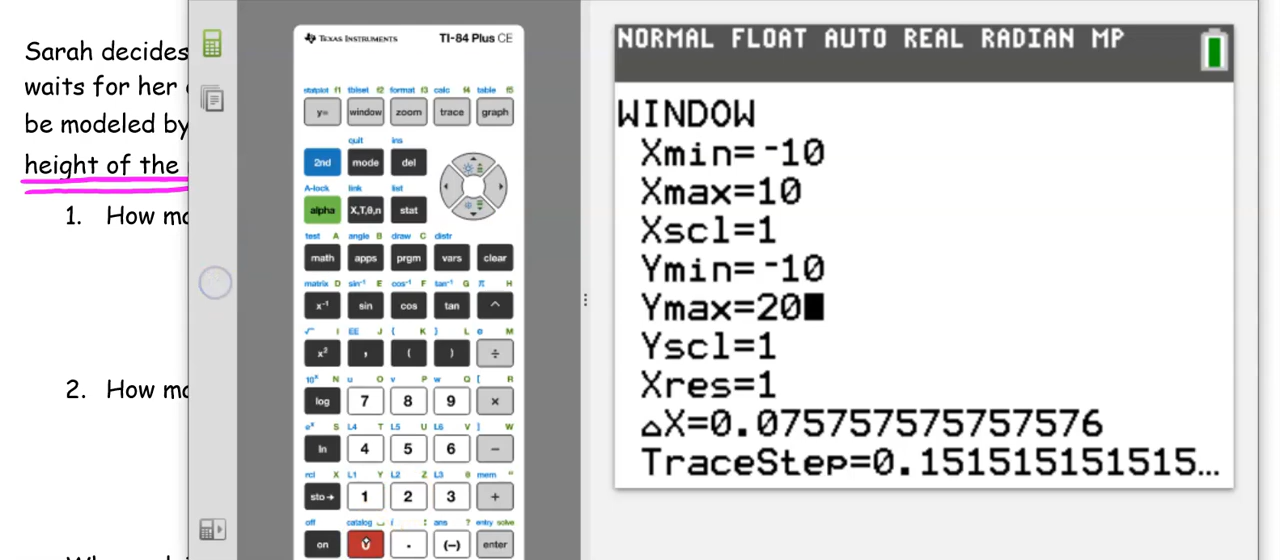 Sarah decides
waits for her
be modeled by
height of the
1. How
2. How
TEXAS INSTRUMENTS TI-84 Plus CE
statplot f1 tblset f2 format f3 calc f4 table f5
y= window zoom trace graph
quit ins
2nd mode del
A-lock link list
alpha X,T,θ,n stat
test A angle B draw C distr
math apps prgm vars clear
matrix D sin⁻¹ E cos⁻¹ F tan⁻¹ G π H
x⁻¹ sin cos tan ^
√ I EE J { K } L e M
x² , ( ) ÷
10ˣ N u O v P w Q [ R
log 7 8 9 ×
eˣ S L4 T L5 U L6 V ] W
ln 4 5 6 −
rcl X L1 Y L2 Z L3 θ mem "
sto→ 1 2 3 +
off catalog i : ans ? entry solve
on 0 . (−) enter
NORMAL FLOAT AUTO REAL RADIAN MP
WINDOW
Xmin=-10
Xmax=10
Xscl=1
Ymin=-10
Ymax=20
Yscl=1
Xres=1
△X=0.075757575757576
TraceStep=0.151515151515...